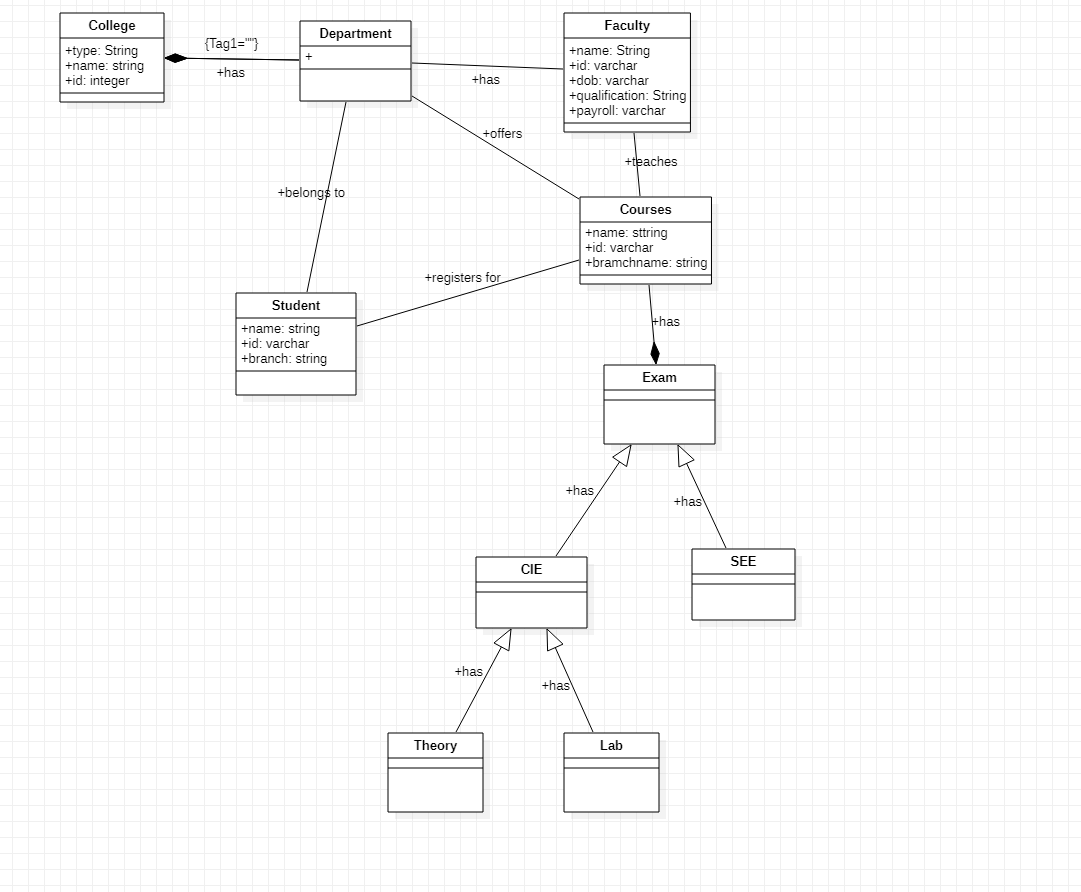 College
+type: String
+name: string
+id: integer
{Tag1=""}
+has
Department
+
+has
Faculty
+name: String
+id: varchar
+dob: varchar
+qualification: String
+payroll: varchar
+offers
+teaches
+belongs to
Courses
+name: sttring
+id: varchar
+bramchname: string
+registers for
Student
+name: string
+id: varchar
+branch: string
+has
Exam
+has
+has
CIE
SEE
+has
+has
Theory
Lab